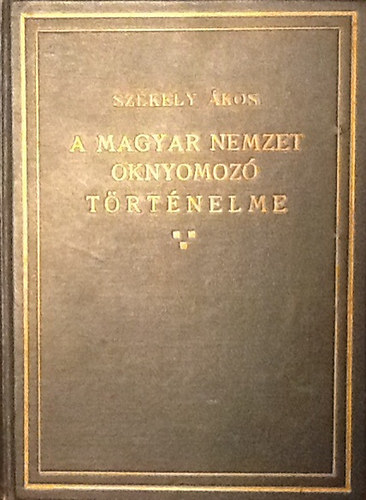 SZÉKELY ÁKOS
A MAGYAR NEMZET
OKNYOMOZÓ
TÖRTÉNELME